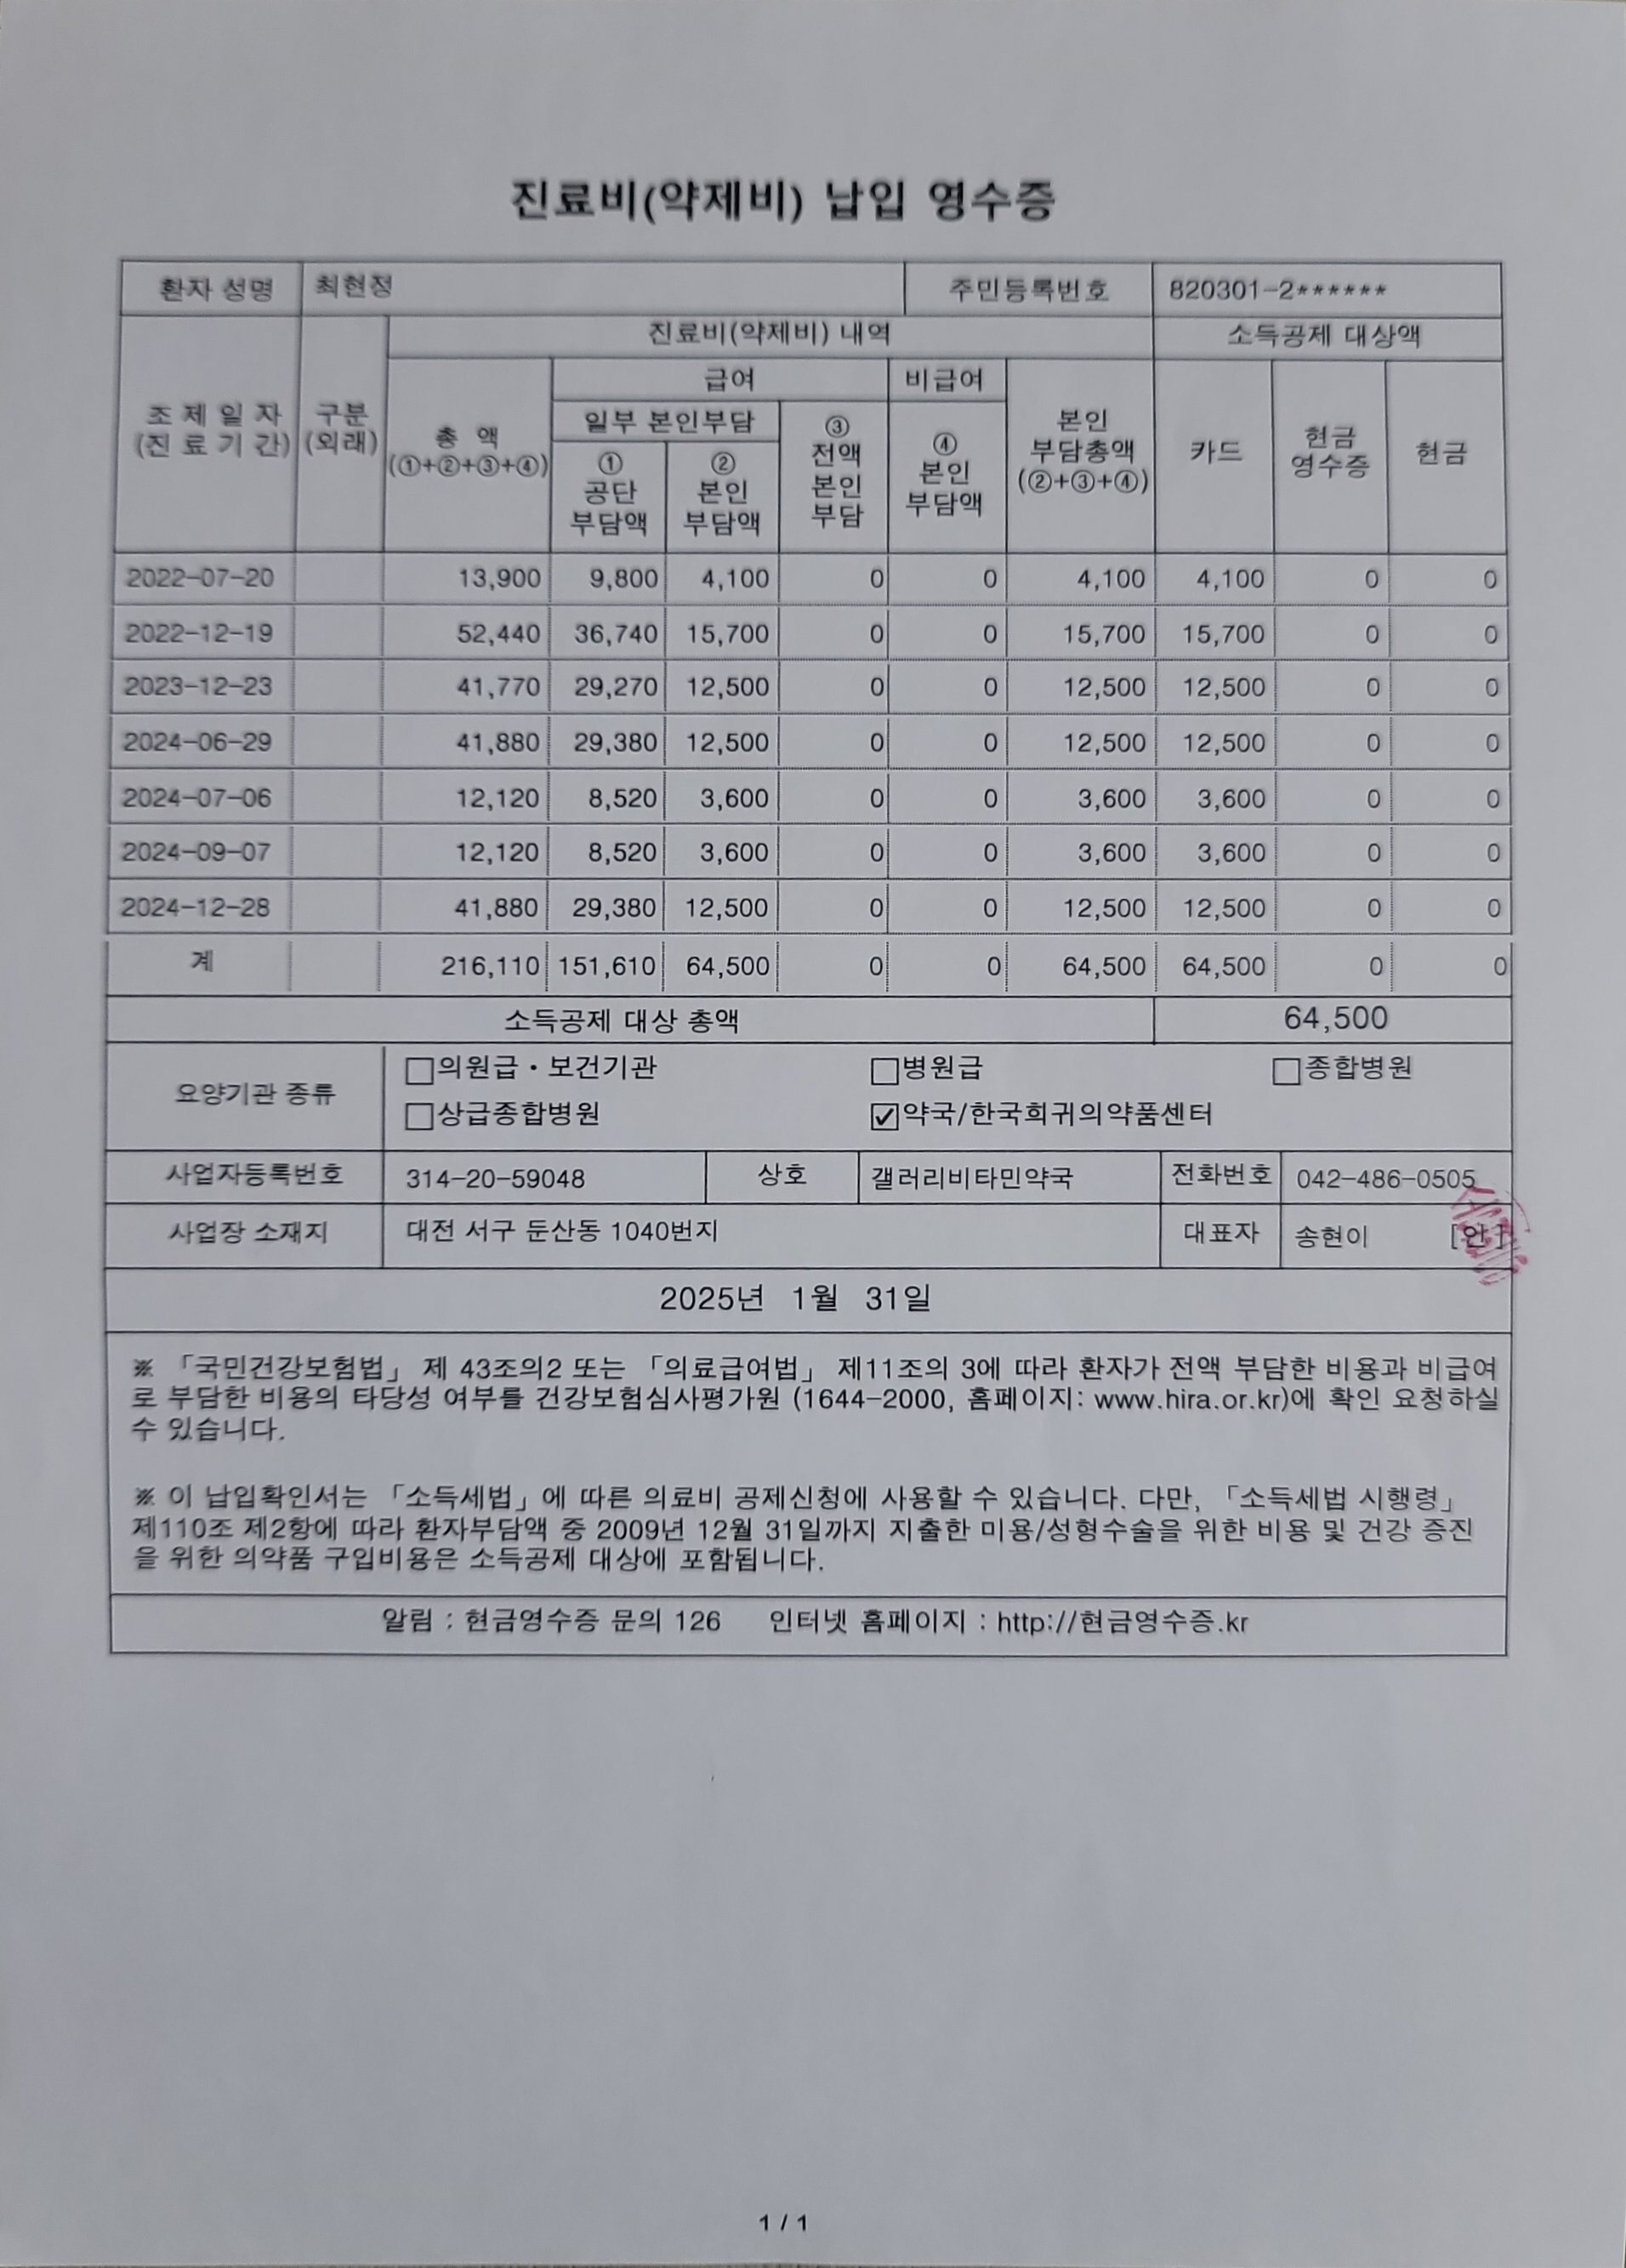 진료비(약제비) 납입 영수증
환자 성명 최현정 주민등록번호 820301-2******
조 제 일 자
(진 료 기 간)
구분
(외래)
진료비(약제비) 내역
소득공제 대상액
총 액
(①+②+③+④)
급여
비급여
일부 본인부담
①
공단
부담액
②
본인
부담액
③
전액
본인
부담
④
본인
부담액
본인
부담총액
(②+③+④)
카드
현금
영수증
현금
2022-07-20 13,900 9,800 4,100 0 0 4,100 4,100 0 0
2022-12-19 52,440 36,740 15,700 0 0 15,700 15,700 0 0
2023-12-23 41,770 29,270 12,500 0 0 12,500 12,500 0 0
2024-06-29 41,880 29,380 12,500 0 0 12,500 12,500 0 0
2024-07-06 12,120 8,520 3,600 0 0 3,600 3,600 0 0
2024-09-07 12,120 8,520 3,600 0 0 3,600 3,600 0 0
2024-12-28 41,880 29,380 12,500 0 0 12,500 12,500 0 0
계 216,110 151,610 64,500 0 0 64,500 64,500 0 0
소득공제 대상 총액 64,500
요양기관 종류
□의원급・보건기관 □병원급 □종합병원
□상급종합병원 ☑약국/한국희귀의약품센터
사업자등록번호 314-20-59048 상호 갤러리비타민약국 전화번호 042-486-0505
사업장 소재지 대전 서구 둔산동 1040번지 대표자 송현이 [인]
2025년 1월 31일
※ 「국민건강보험법」 제 43조의2 또는 「의료급여법」 제11조의 3에 따라 환자가 전액 부담한 비용과 비급여
로 부담한 비용의 타당성 여부를 건강보험심사평가원 (1644-2000, 홈페이지: www.hira.or.kr)에 확인 요청하실
수 있습니다.
※ 이 납입확인서는 「소득세법」에 따른 의료비 공제신청에 사용할 수 있습니다. 다만, 「소득세법 시행령」
제110조 제2항에 따라 환자부담액 중 2009년 12월 31일까지 지출한 미용/성형수술을 위한 비용 및 건강 증진
을 위한 의약품 구입비용은 소득공제 대상에 포함됩니다.
알림 : 현금영수증 문의 126 인터넷 홈페이지 : http://현금영수증.kr
1 / 1